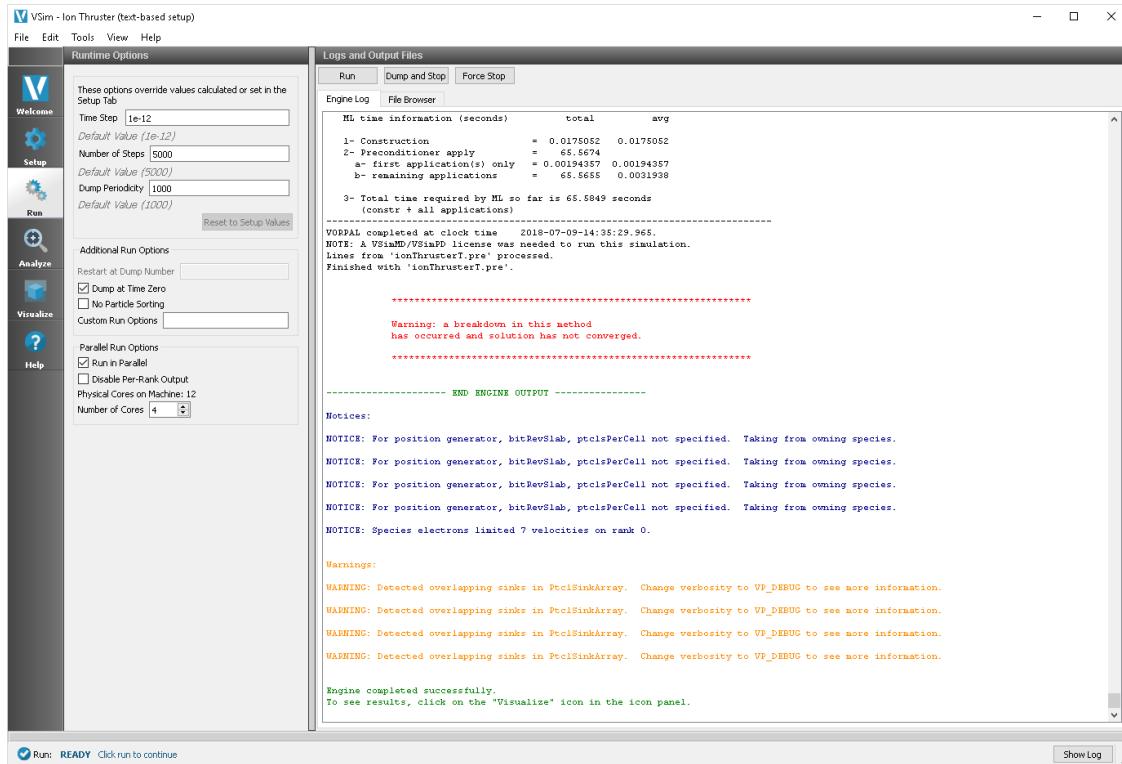 VSim - Ion Thruster (text-based setup)
File Edit Tools View Help
Runtime Options
Logs and Output Files
Welcome
Setup
Run
Analyze
Visualize
Help
These options override values calculated or set in the
Setup Tab
Time Step 1e-12
Default Value (1e-12)
Number of Steps 5000
Default Value (5000)
Dump Periodicity 1000
Default Value (1000)
Reset to Setup Values
Additional Run Options
Restart at Dump Number
Dump at Time Zero
No Particle Sorting
Custom Run Options
Parallel Run Options
Run in Parallel
Disable Per-Rank Output
Physical Cores on Machine: 12
Number of Cores 4
Run Dump and Stop Force Stop
Engine Log File Browser
ML time information (seconds) total avg
1- Construction = 0.0175052 0.0175052
2- Preconditioner apply = 65.5674
a- first application(s) only = 0.00194357 0.00194357
b- remaining applications = 65.5655 0.0031938
3- Total time required by ML so far is 65.5849 seconds
(constr + all applications)
-----------------------------------------------------------------------------
VORPAL completed at clock time 2018-07-09-14:35:29.965.
NOTE: A VSimMD/VSimPD license was needed to run this simulation.
Lines from 'ionThrusterT.pre' processed.
Finished with 'ionThrusterT.pre'.
**************************************************************
Warning: a breakdown in this method
has occurred and solution has not converged.
**************************************************************
--------------------- END ENGINE OUTPUT ----------------
Notices:
NOTICE: For position generator, bitRevSlab, ptclsPerCell not specified. Taking from owning species.
NOTICE: For position generator, bitRevSlab, ptclsPerCell not specified. Taking from owning species.
NOTICE: For position generator, bitRevSlab, ptclsPerCell not specified. Taking from owning species.
NOTICE: For position generator, bitRevSlab, ptclsPerCell not specified. Taking from owning species.
NOTICE: Species electrons limited 7 velocities on rank 0.
Warnings:
WARNING: Detected overlapping sinks in PtclSinkArray. Change verbosity to VP_DEBUG to see more information.
WARNING: Detected overlapping sinks in PtclSinkArray. Change verbosity to VP_DEBUG to see more information.
WARNING: Detected overlapping sinks in PtclSinkArray. Change verbosity to VP_DEBUG to see more information.
WARNING: Detected overlapping sinks in PtclSinkArray. Change verbosity to VP_DEBUG to see more information.
Engine completed successfully.
To see results, click on the "Visualize" icon in the icon panel.
Run: READY Click run to continue
Show Log